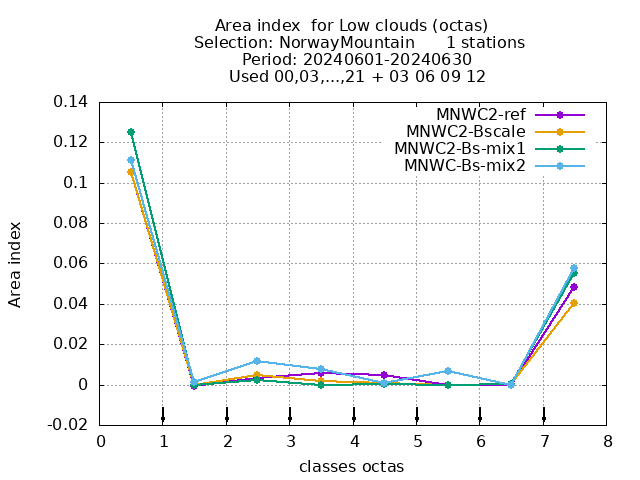 Area index  for Low clouds (octas)
Selection: NorwayMountain      1 stations
Period: 20240601-20240630
Used 00,03,...,21 + 03 06 09 12
MNWC2-ref
MNWC2-Bscale
MNWC2-Bs-mix1
MNWC-Bs-mix2
0.14
0.12
0.1
0.08
0.06
0.04
0.02
0
-0.02
Area index
0 1 2 3 4 5 6 7 8
classes octas